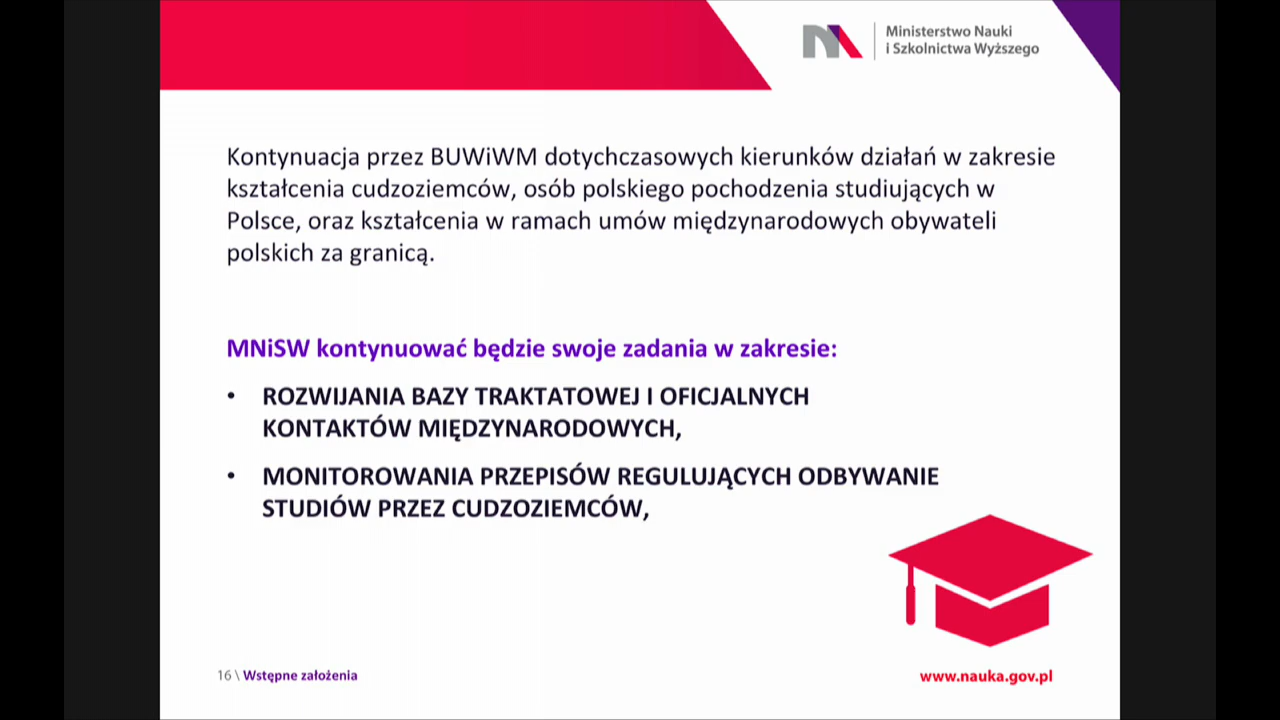 Ministerstwo Nauki
i Szkolnictwa Wyższego
Kontynuacja przez BUWiWM dotychczasowych kierunków działań w zakresie
kształcenia cudzoziemców, osób polskiego pochodzenia studiujących w
Polsce, oraz kształcenia w ramach umów międzynarodowych obywateli
polskich za granicą.
MNiSW kontynuować będzie swoje zadania w zakresie:
• ROZWIJANIA BAZY TRAKTATOWEJ I OFICJALNYCH
KONTAKTÓW MIĘDZYNARODOWYCH,
• MONITOROWANIA PRZEPISÓW REGULUJĄCYCH ODBYWANIE
STUDIÓW PRZEZ CUDZOZIEMCÓW,
16 \ Wstępne założenia
www.nauka.gov.pl